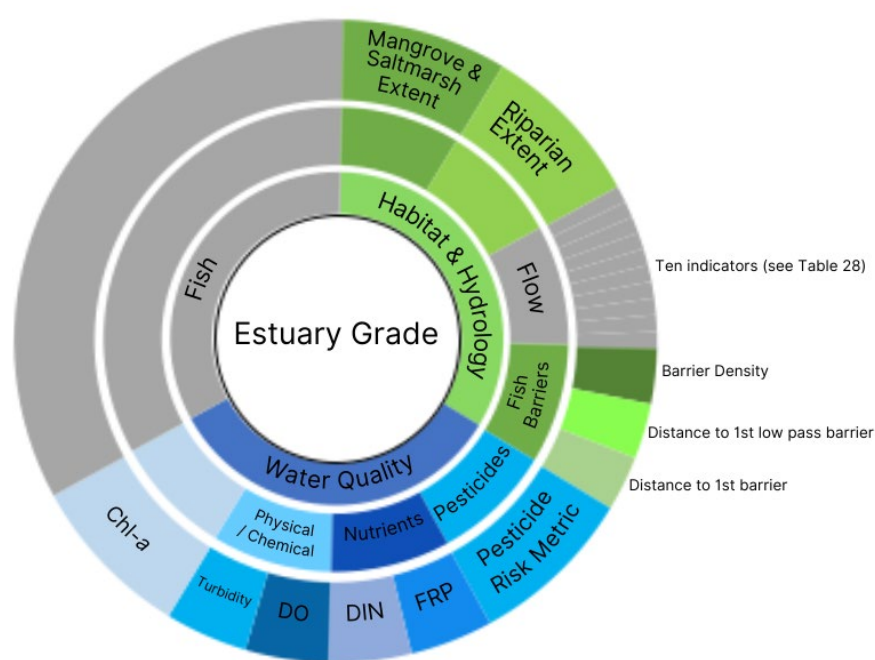 Mangrove &
Saltmarsh
Extent
Riparian
Extent
Habitat & Hydrology
Fish
Flow
Ten indicators (see Table 28)
Estuary Grade
Barrier Density
Fish
Barriers
Distance to 1st low pass barrier
Distance to 1st barrier
Water Quality
Pesticides
Pesticide
Risk Metric
Nutrients
Physical
/ Chemical
Chl-a
Turbidity
DO
DIN
FRP